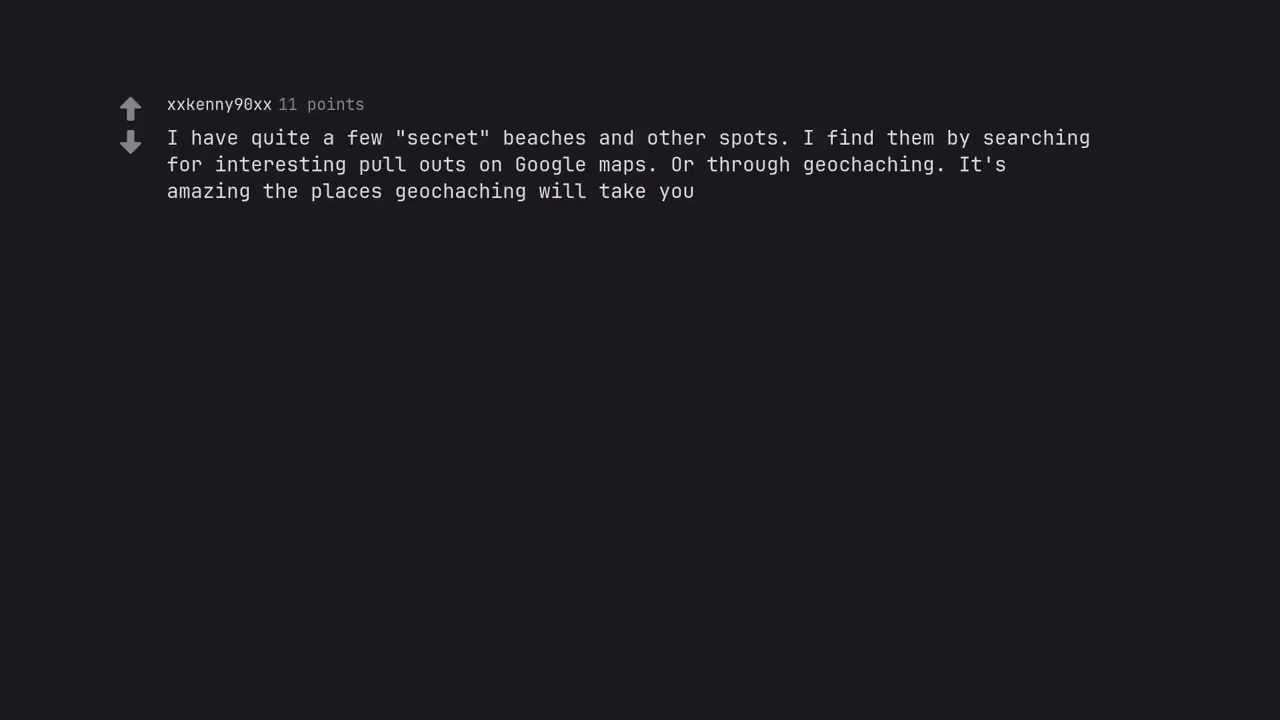 xxkenny90xx 11 points
I have quite a few "secret" beaches and other spots. I find them by searching
for interesting pull outs on Google maps. Or through geochaching. It's
amazing the places geochaching will take you